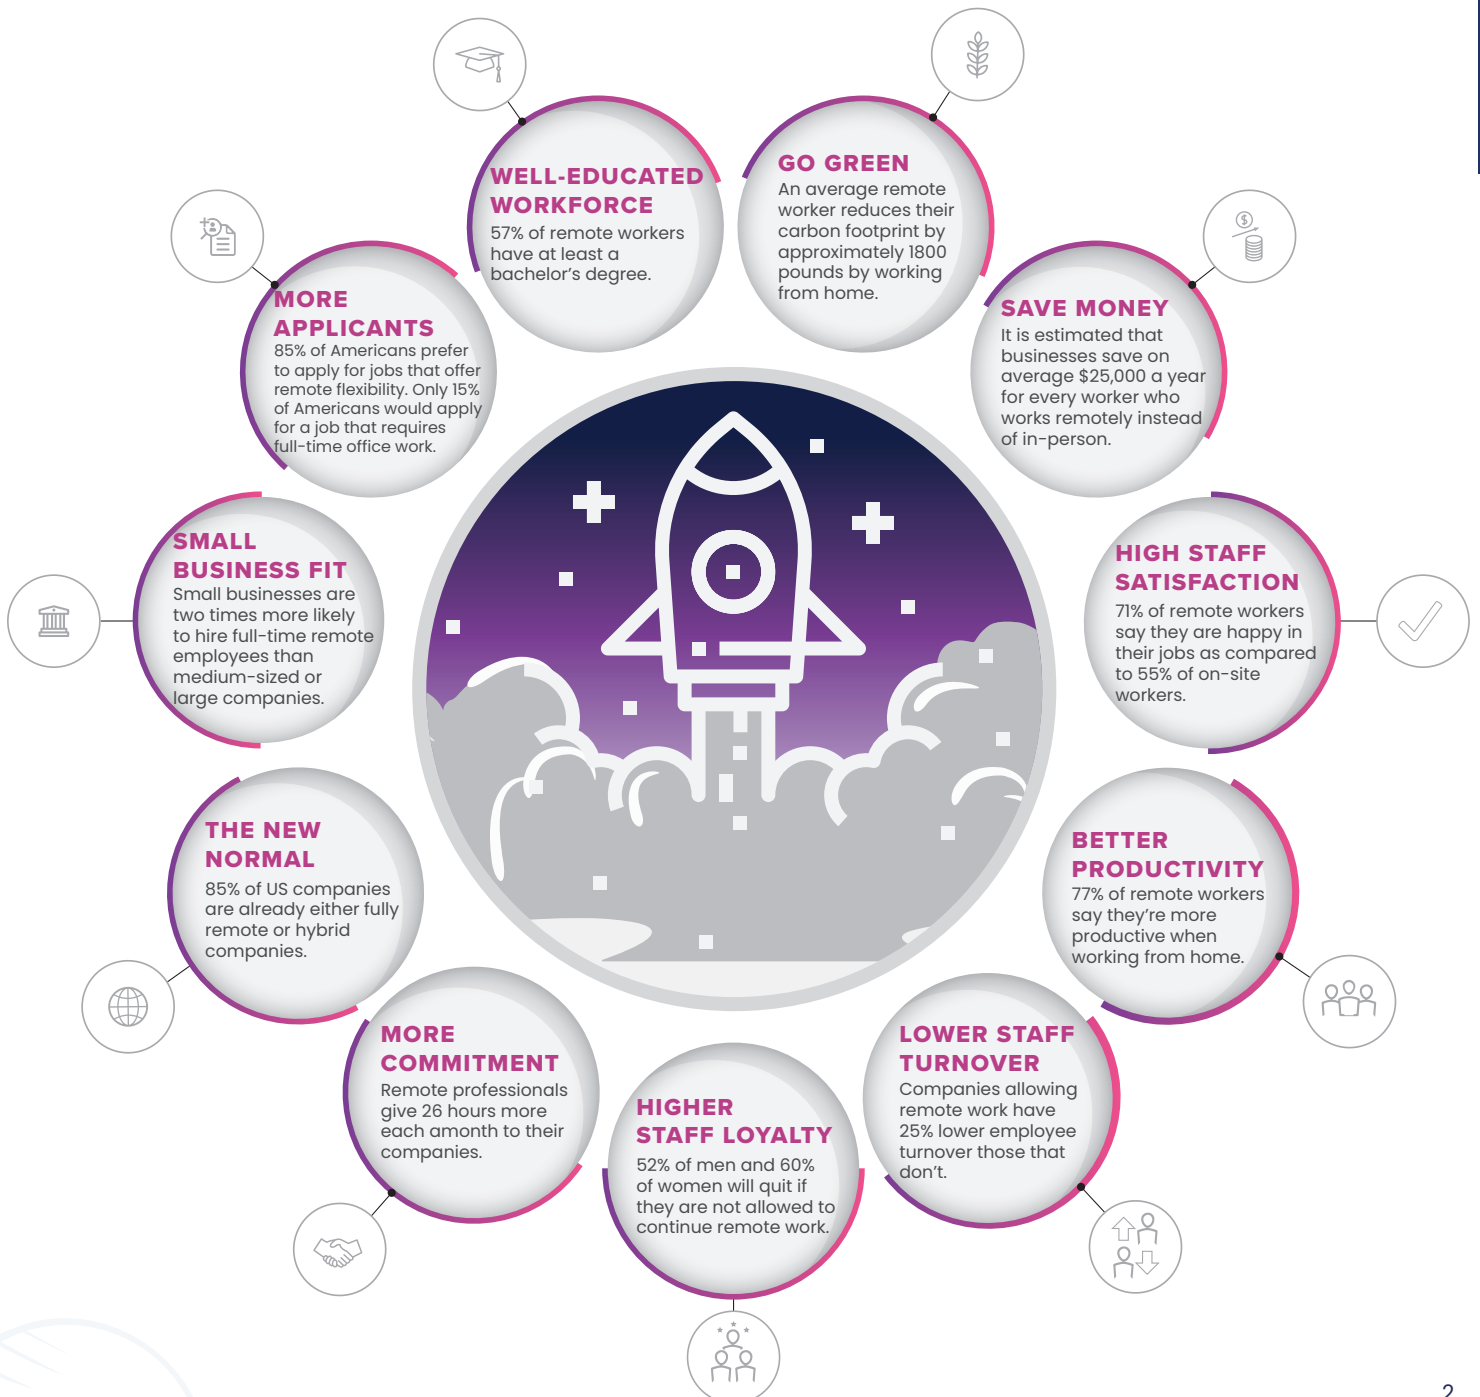 WELL-EDUCATED
WORKFORCE
57% of remote workers
have at least a
bachelor's degree.
GO GREEN
An average remote
worker reduces their
carbon footprint by
approximately 1800
pounds by working
from home.
SAVE MONEY
It is estimated that
businesses save on
average $25,000 a year
for every worker who
works remotely instead
of in-person.
HIGH STAFF
SATISFACTION
71% of remote workers
say they are happy in
their jobs as compared
to 55% of on-site
workers.
BETTER
PRODUCTIVITY
77% of remote workers
say they're more
productive when
working from home.
LOWER STAFF
TURNOVER
Companies allowing
remote work have
25% lower employee
turnover those that
don't.
HIGHER
STAFF LOYALTY
52% of men and 60%
of women will quit if
they are not allowed to
continue remote work.
MORE
COMMITMENT
Remote professionals
give 26 hours more
each amonth to their
companies.
THE NEW
NORMAL
85% of US companies
are already either fully
remote or hybrid
companies.
SMALL
BUSINESS FIT
Small businesses are
two times more likely
to hire full-time remote
employees than
medium-sized or
large companies.
MORE
APPLICANTS
85% of Americans prefer
to apply for jobs that offer
remote flexibility. Only 15%
of Americans would apply
for a job that requires
full-time office work.
$
2